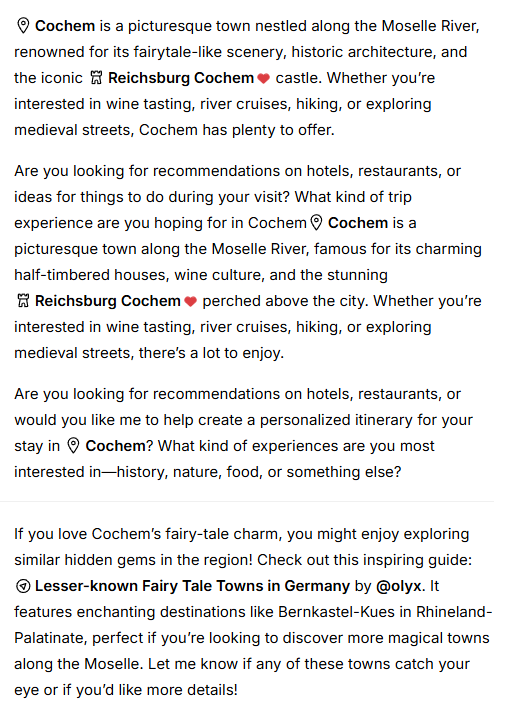 Cochem is a picturesque town nestled along the Moselle River,
renowned for its fairytale-like scenery, historic architecture, and
the iconic Reichsburg Cochem castle. Whether you're
interested in wine tasting, river cruises, hiking, or exploring
medieval streets, Cochem has plenty to offer.
Are you looking for recommendations on hotels, restaurants, or
ideas for things to do during your visit? What kind of trip
experience are you hoping for in Cochem Cochem is a
picturesque town along the Moselle River, famous for its charming
half-timbered houses, wine culture, and the stunning
Reichsburg Cochem perched above the city. Whether you're
interested in wine tasting, river cruises, hiking, or exploring
medieval streets, there's a lot to enjoy.
Are you looking for recommendations on hotels, restaurants, or
would you like me to help create a personalized itinerary for your
stay in Cochem? What kind of experiences are you most
interested in—history, nature, food, or something else?
If you love Cochem's fairy-tale charm, you might enjoy exploring
similar hidden gems in the region! Check out this inspiring guide:
Lesser-known Fairy Tale Towns in Germany by @olyx. It
features enchanting destinations like Bernkastel-Kues in Rhineland-
Palatinate, perfect if you're looking to discover more magical towns
along the Moselle. Let me know if any of these towns catch your
eye or if you'd like more details!